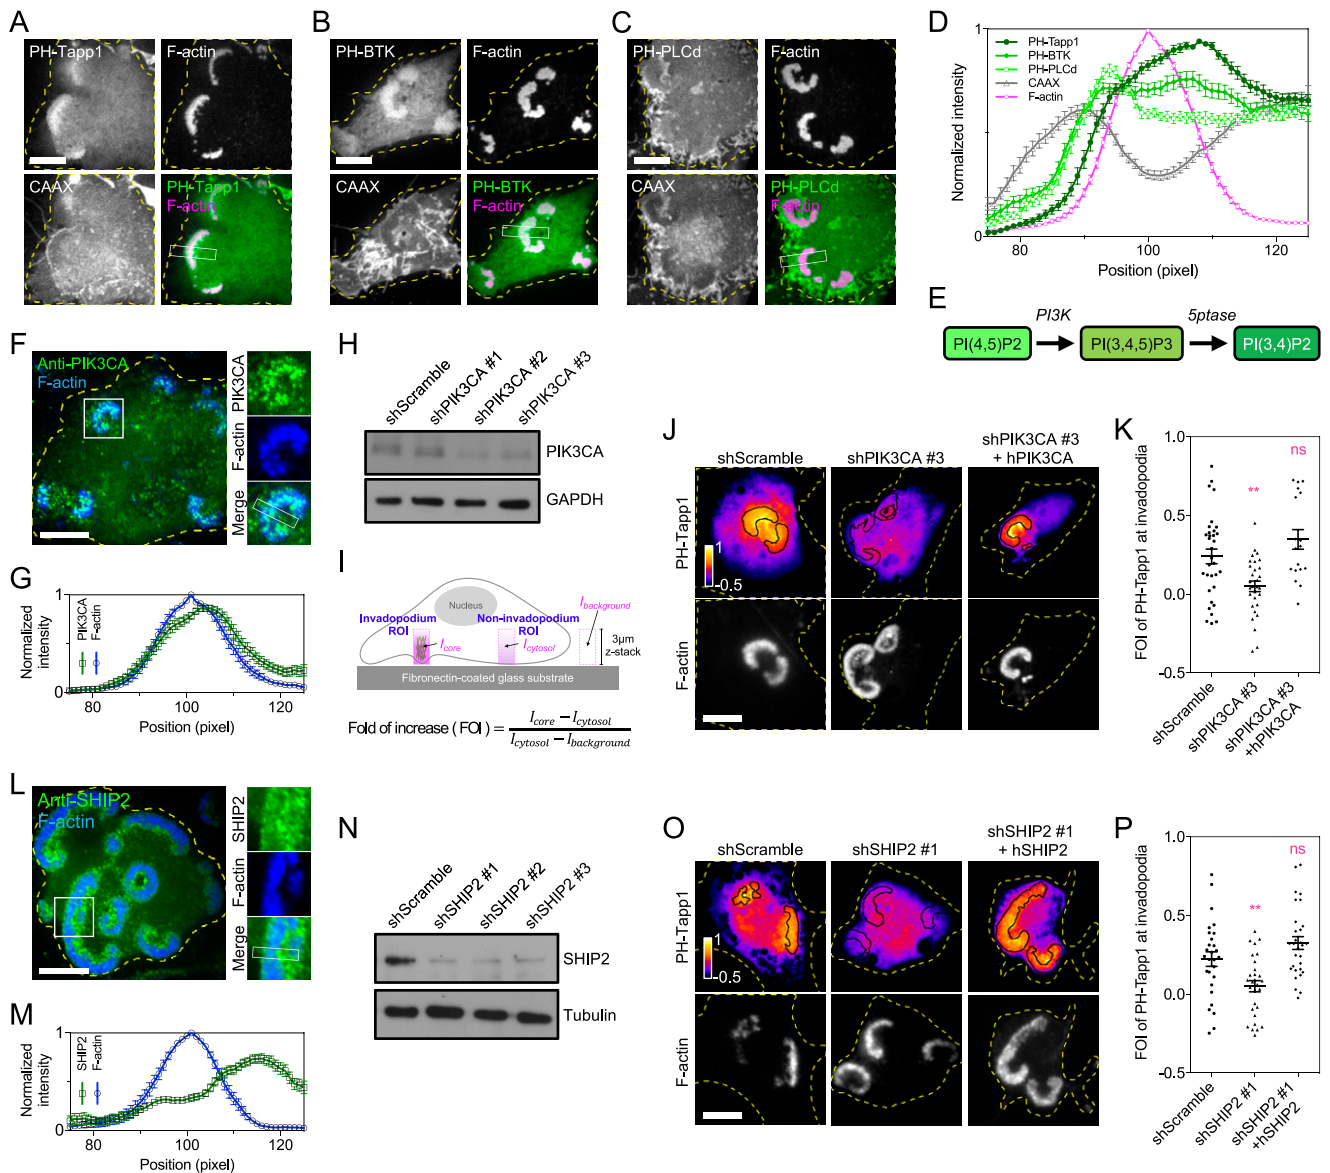 A
PH-Tapp1
F-actin
CAAX
PH-Tapp1
F-actin
B
PH-BTK
F-actin
CAAX
PH-BTK
F-actin
C
PH-PLCd
F-actin
CAAX
PH-PLCd
F-actin
D
PH-Tapp1
PH-BTK
PH-PLCd
CAAX
F-actin
Normalized intensity
1
0
80
100
120
Position (pixel)
E
PI3K
5ptase
PI(4,5)P2
PI(3,4,5)P3
PI(3,4)P2
F
Anti-PIK3CA
F-actin
PIK3CA
F-actin
Merge
G
Normalized
intensity
PIK3CA
F-actin
1
0
80
100
120
Position (pixel)
H
shScramble
shPIK3CA #1
shPIK3CA #2
shPIK3CA #3
PIK3CA
GAPDH
I
Nucleus
Invadopodium
ROI
Non-invadopodium
ROI
Icore
Icytosol
Ibackground
3µm
z-stack
Fibronectin-coated glass substrate
Fold of increase ( FOI ) = Icore − Icytosol
Icytosol − Ibackground
J
shScramble
shPIK3CA #3
shPIK3CA #3
+ hPIK3CA
PH-Tapp1
1
-0.5
F-actin
K
FOI of PH-Tapp1 at invadopodia
1.0
0.5
0.0
-0.5
**
ns
shScramble
shPIK3CA #3
shPIK3CA #3
+hPIK3CA
L
Anti-SHIP2
F-actin
SHIP2
F-actin
Merge
M
Normalized
intensity
SHIP2
F-actin
1
0
80
100
120
Position (pixel)
N
shScramble
shSHIP2 #1
shSHIP2 #2
shSHIP2 #3
SHIP2
Tubulin
O
shScramble
shSHIP2 #1
shSHIP2 #1
+ hSHIP2
PH-Tapp1
1
-0.5
F-actin
P
FOI of PH-Tapp1 at invadopodia
1.0
0.5
0.0
-0.5
**
ns
shScramble
shSHIP2 #1
shSHIP2 #1
+hSHIP2